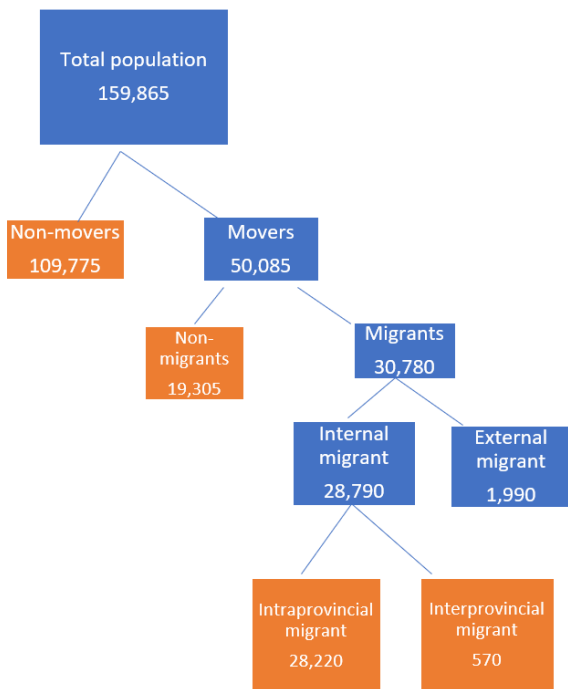 Total population
159,865
Non-movers
109,775
Movers
50,085
Non-
migrants
19,305
Migrants
30,780
Internal
migrant
28,790
External
migrant
1,990
Intraprovincial
migrant
28,220
Interprovincial
migrant
570